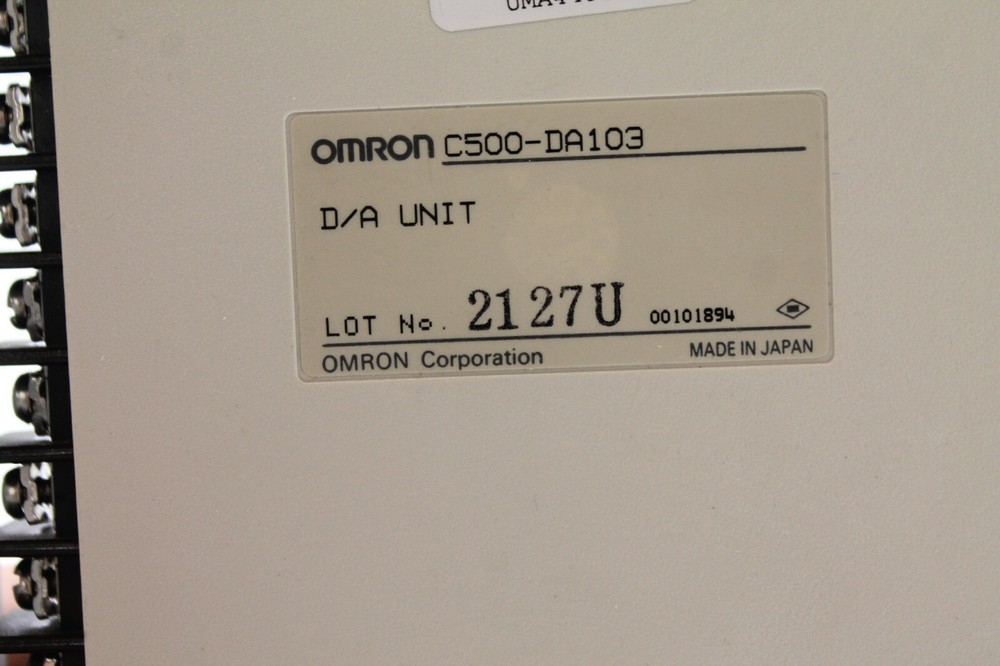 OMRON C500-DA103
D/A UNIT
LOT No. 2127U 00101894
OMRON Corporation MADE IN JAPAN